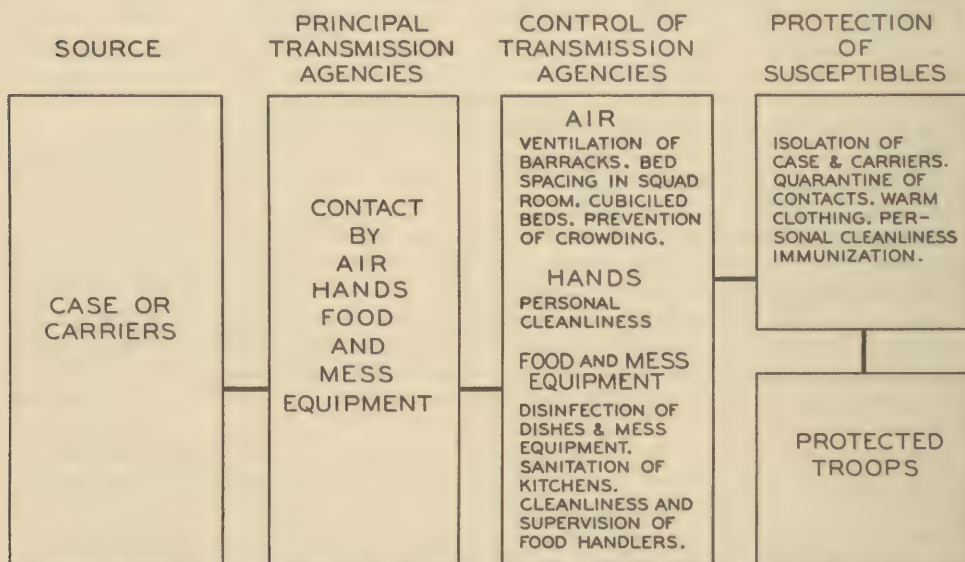 SOURCE
CASE OR
CARRIERS
PRINCIPAL
TRANSMISSION
AGENCIES
CONTACT
BY
AIR
HANDS
FOOD
AND
MESS
EQUIPMENT
CONTROL OF
TRANSMISSION
AGENCIES
AIR
VENTILATION OF
BARRACKS. BED
SPACING IN SQUAD
ROOM. CUBICILED
BEDS. PREVENTION
OF CROWDING.
HANDS
PERSONAL
CLEANLINESS
FOOD AND MESS
EQUIPMENT
DISINFECTION OF
DISHES & MESS
EQUIPMENT.
SANITATION OF
KITCHENS.
CLEANLINESS AND
SUPERVISION OF
FOOD HANDLERS.
PROTECTION
OF
SUSCEPTIBLES
ISOLATION OF
CASE & CARRIERS.
QUARANTINE OF
CONTACTS. WARM
CLOTHING. PER-
SONAL CLEANLINESS
IMMUNIZATION.
PROTECTED
TROOPS